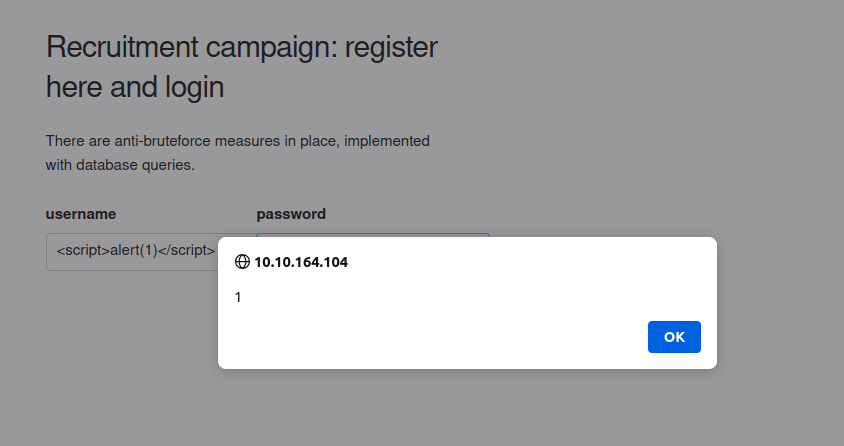 Recruitment campaign: register
here and login
There are anti-bruteforce measures in place, implemented
with database queries.
username password
<script>alert(1)</script>
10.10.164.104
1
OK